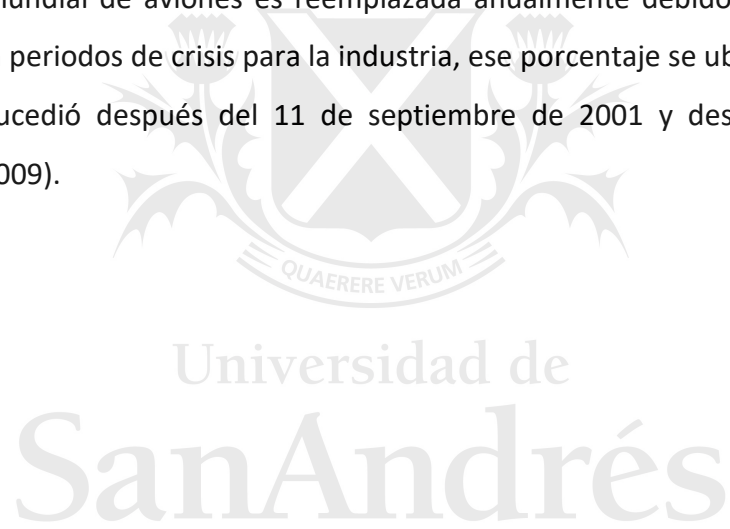 mundial de aviones es reemplazada anualmente debido
periodos de crisis para la industria, ese porcentaje se ub
ucedió después del 11 de septiembre de 2001 y des
009).
QUAERERE VERUM
Universidad de
SanAndrés